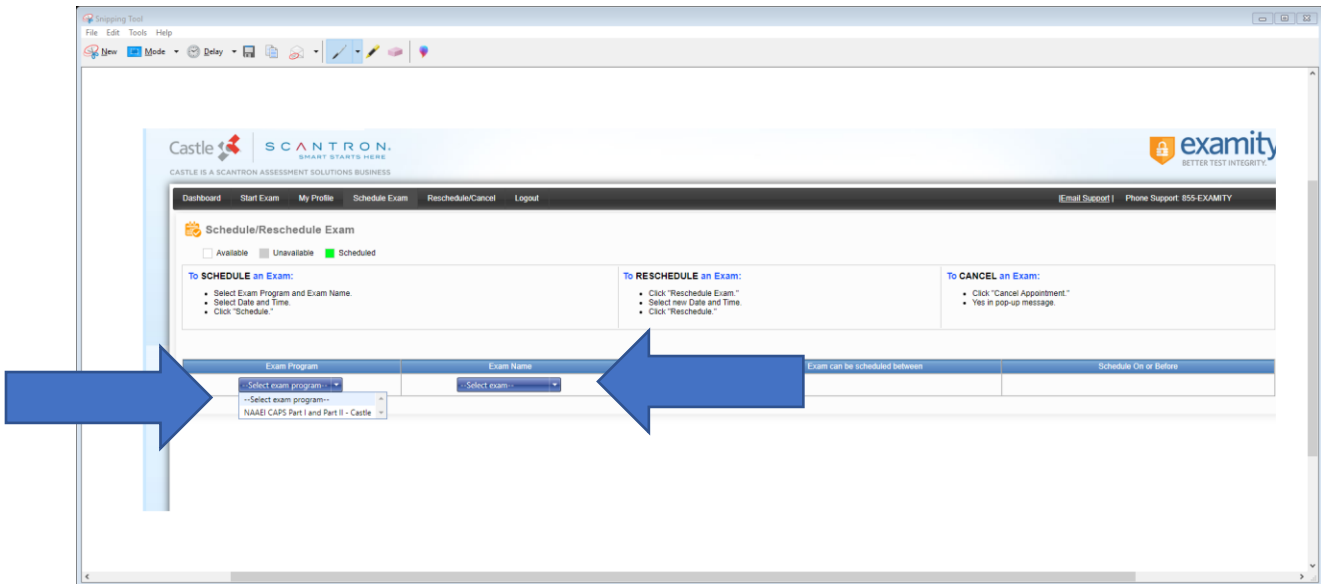 Snipping Tool
File Edit Tools Help
New Mode Delay
Castle SCANTRON.
SMART STARTS HERE
CASTLE IS A SCANTRON ASSESSMENT SOLUTIONS BUSINESS
examity
BETTER TEST INTEGRITY.
Dashboard Start Exam My Profile Schedule Exam Reschedule/Cancel Logout |Email Support| Phone Support 855-EXAMITY
Schedule/Reschedule Exam
Available Unavailable Scheduled
To SCHEDULE an Exam:
• Select Exam Program and Exam Name.
• Select Date and Time.
• Click "Schedule."
To RESCHEDULE an Exam:
• Click "Reschedule Exam."
• Select new Date and Time.
• Click "Reschedule."
To CANCEL an Exam:
• Click "Cancel Appointment."
• Yes in pop-up message.
Exam Program Exam Name Exam can be scheduled between Schedule On or Before
--Select exam program-- --Select exam--
--Select exam program--
NAAEI CAPS Part I and Part II - Castle